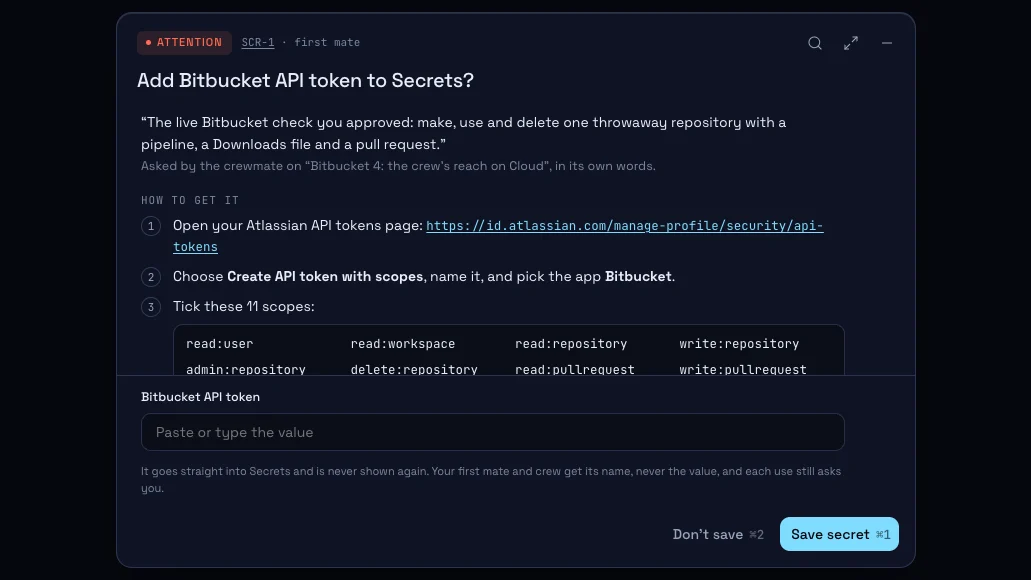 ATTENTION SCR-1 · first mate
Add Bitbucket API token to Secrets?
“The live Bitbucket check you approved: make, use and delete one throwaway repository with a
pipeline, a Downloads file and a pull request.”
Asked by the crewmate on “Bitbucket 4: the crew’s reach on Cloud”, in its own words.
HOW TO GET IT
1 Open your Atlassian API tokens page: https://id.atlassian.com/manage-profile/security/api-
tokens
2 Choose Create API token with scopes, name it, and pick the app Bitbucket.
3 Tick these 11 scopes:
read:user read:workspace read:repository write:repository
admin:repository delete:repository read:pullrequest write:pullrequest
Bitbucket API token
Paste or type the value
It goes straight into Secrets and is never shown again. Your first mate and crew get its name, never the value, and each use still asks
you.
Don’t save ⌘2 Save secret ⌘1